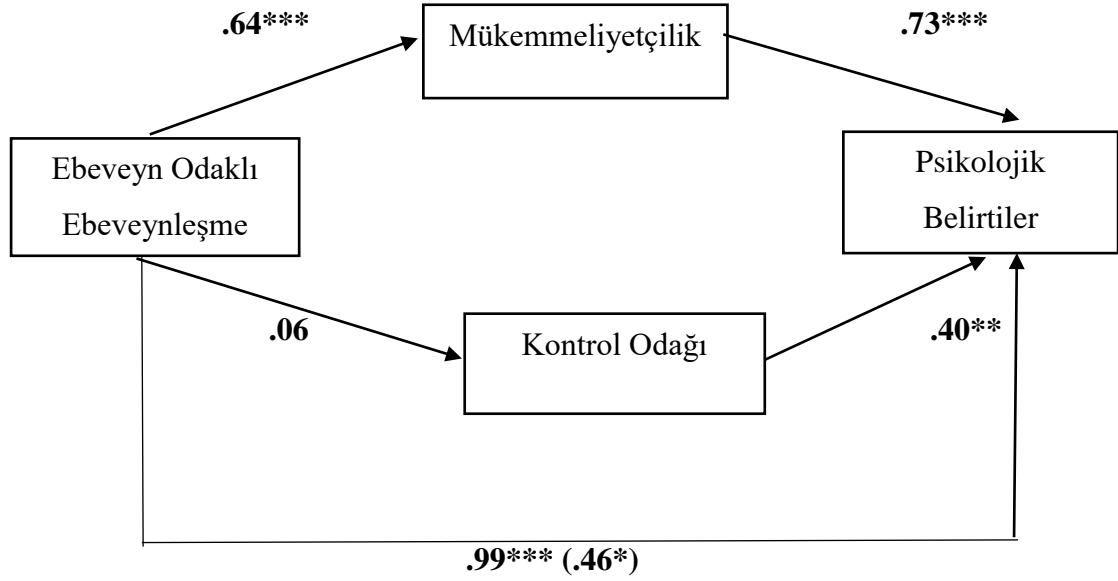 .64***
Mükemmeliyetçilik
.73***
Ebeveyn Odaklı
Ebeveynleşme
Psikolojik
Belirtiler
.06
Kontrol Odağı
.40**
.99*** (.46*)